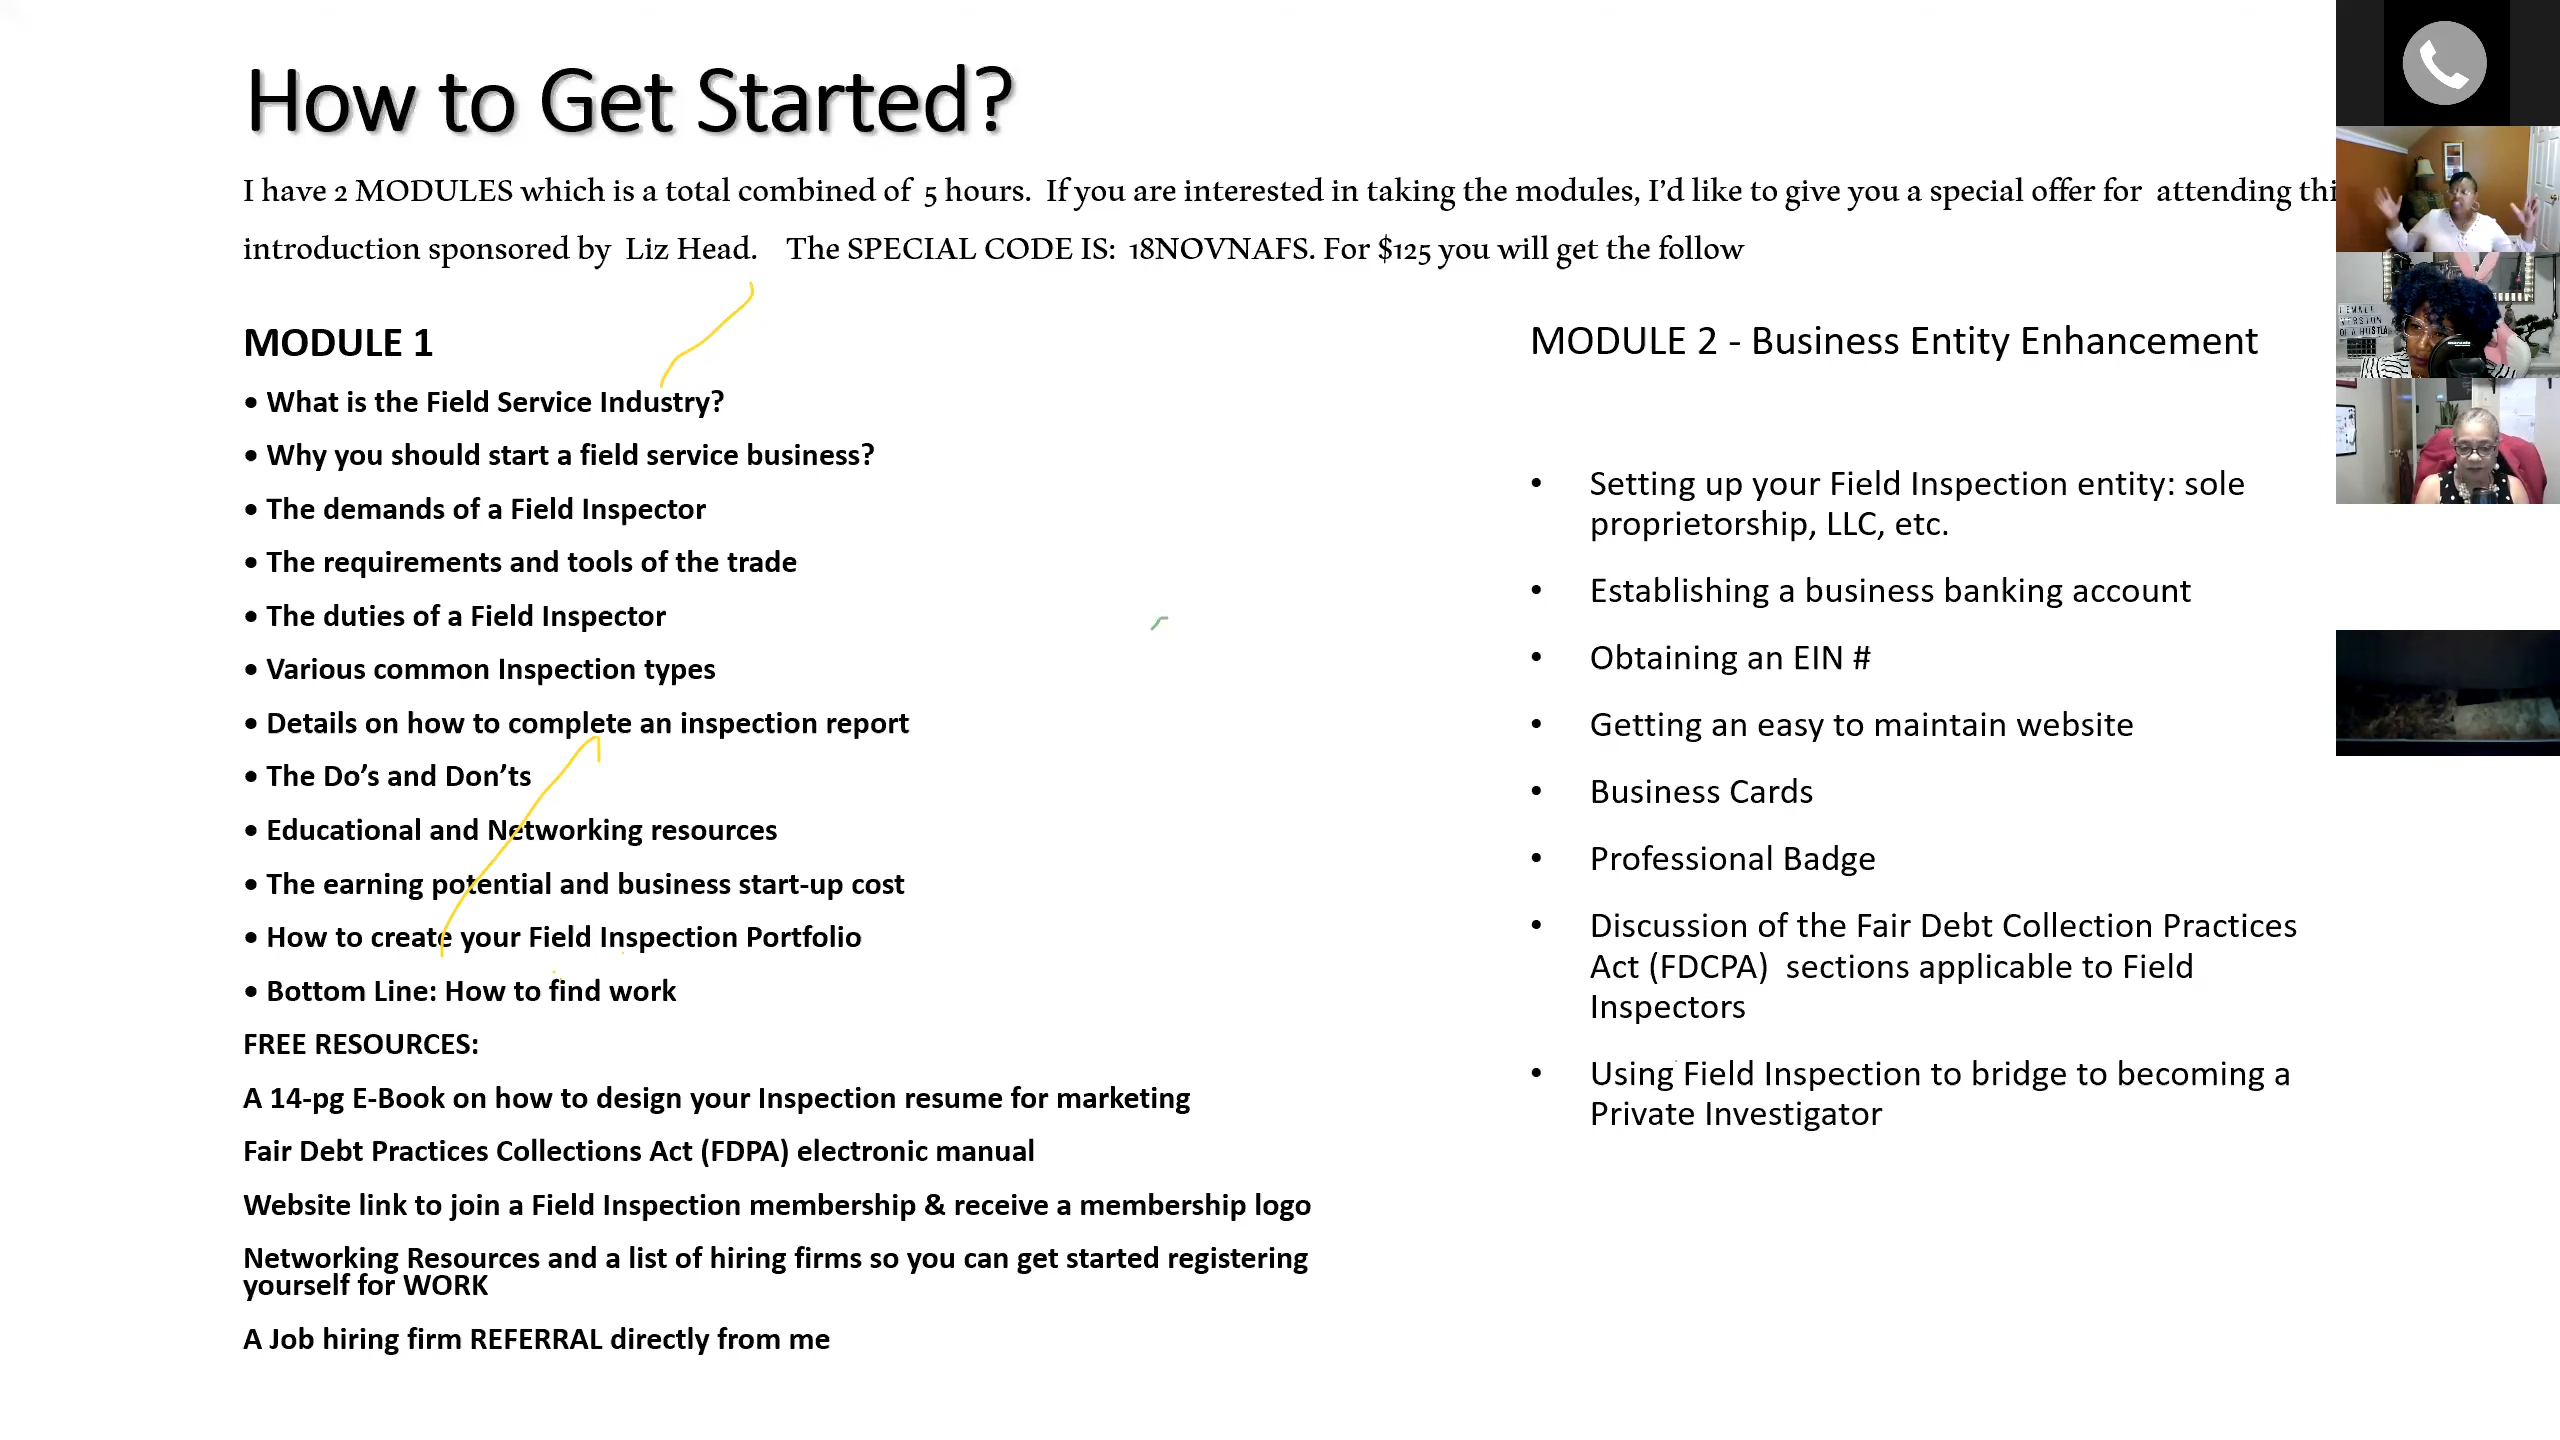 How to Get Started?
I have 2 MODULES which is a total combined of 5 hours. If you are interested in taking the modules, I'd like to give you a special offer for attending thi
introduction sponsored by Liz Head. The SPECIAL CODE IS: 18NOVNAFS. For $125 you will get the follow
MODULE 1
• What is the Field Service Industry?
• Why you should start a field service business?
• The demands of a Field Inspector
• The requirements and tools of the trade
• The duties of a Field Inspector
• Various common Inspection types
• Details on how to complete an inspection report
• The Do's and Don'ts
• Educational and Networking resources
• The earning potential and business start-up cost
• How to create your Field Inspection Portfolio
• Bottom Line: How to find work
FREE RESOURCES:
A 14-pg E-Book on how to design your Inspection resume for marketing
Fair Debt Practices Collections Act (FDPA) electronic manual
Website link to join a Field Inspection membership & receive a membership logo
Networking Resources and a list of hiring firms so you can get started registering
yourself for WORK
A Job hiring firm REFERRAL directly from me
MODULE 2 - Business Entity Enhancement
• Setting up your Field Inspection entity: sole
proprietorship, LLC, etc.
• Establishing a business banking account
• Obtaining an EIN #
• Getting an easy to maintain website
• Business Cards
• Professional Badge
• Discussion of the Fair Debt Collection Practices
Act (FDCPA) sections applicable to Field
Inspectors
• Using Field Inspection to bridge to becoming a
Private Investigator
VERSION
OF A HUSTLA